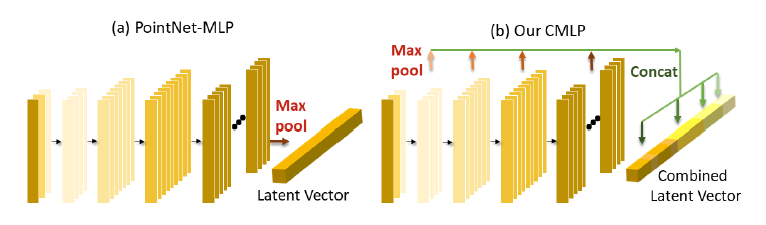 (a) PointNet-MLP
Max
pool
Latent Vector
(b) Our CMLP
Max
pool
Concat
Combined
Latent Vector